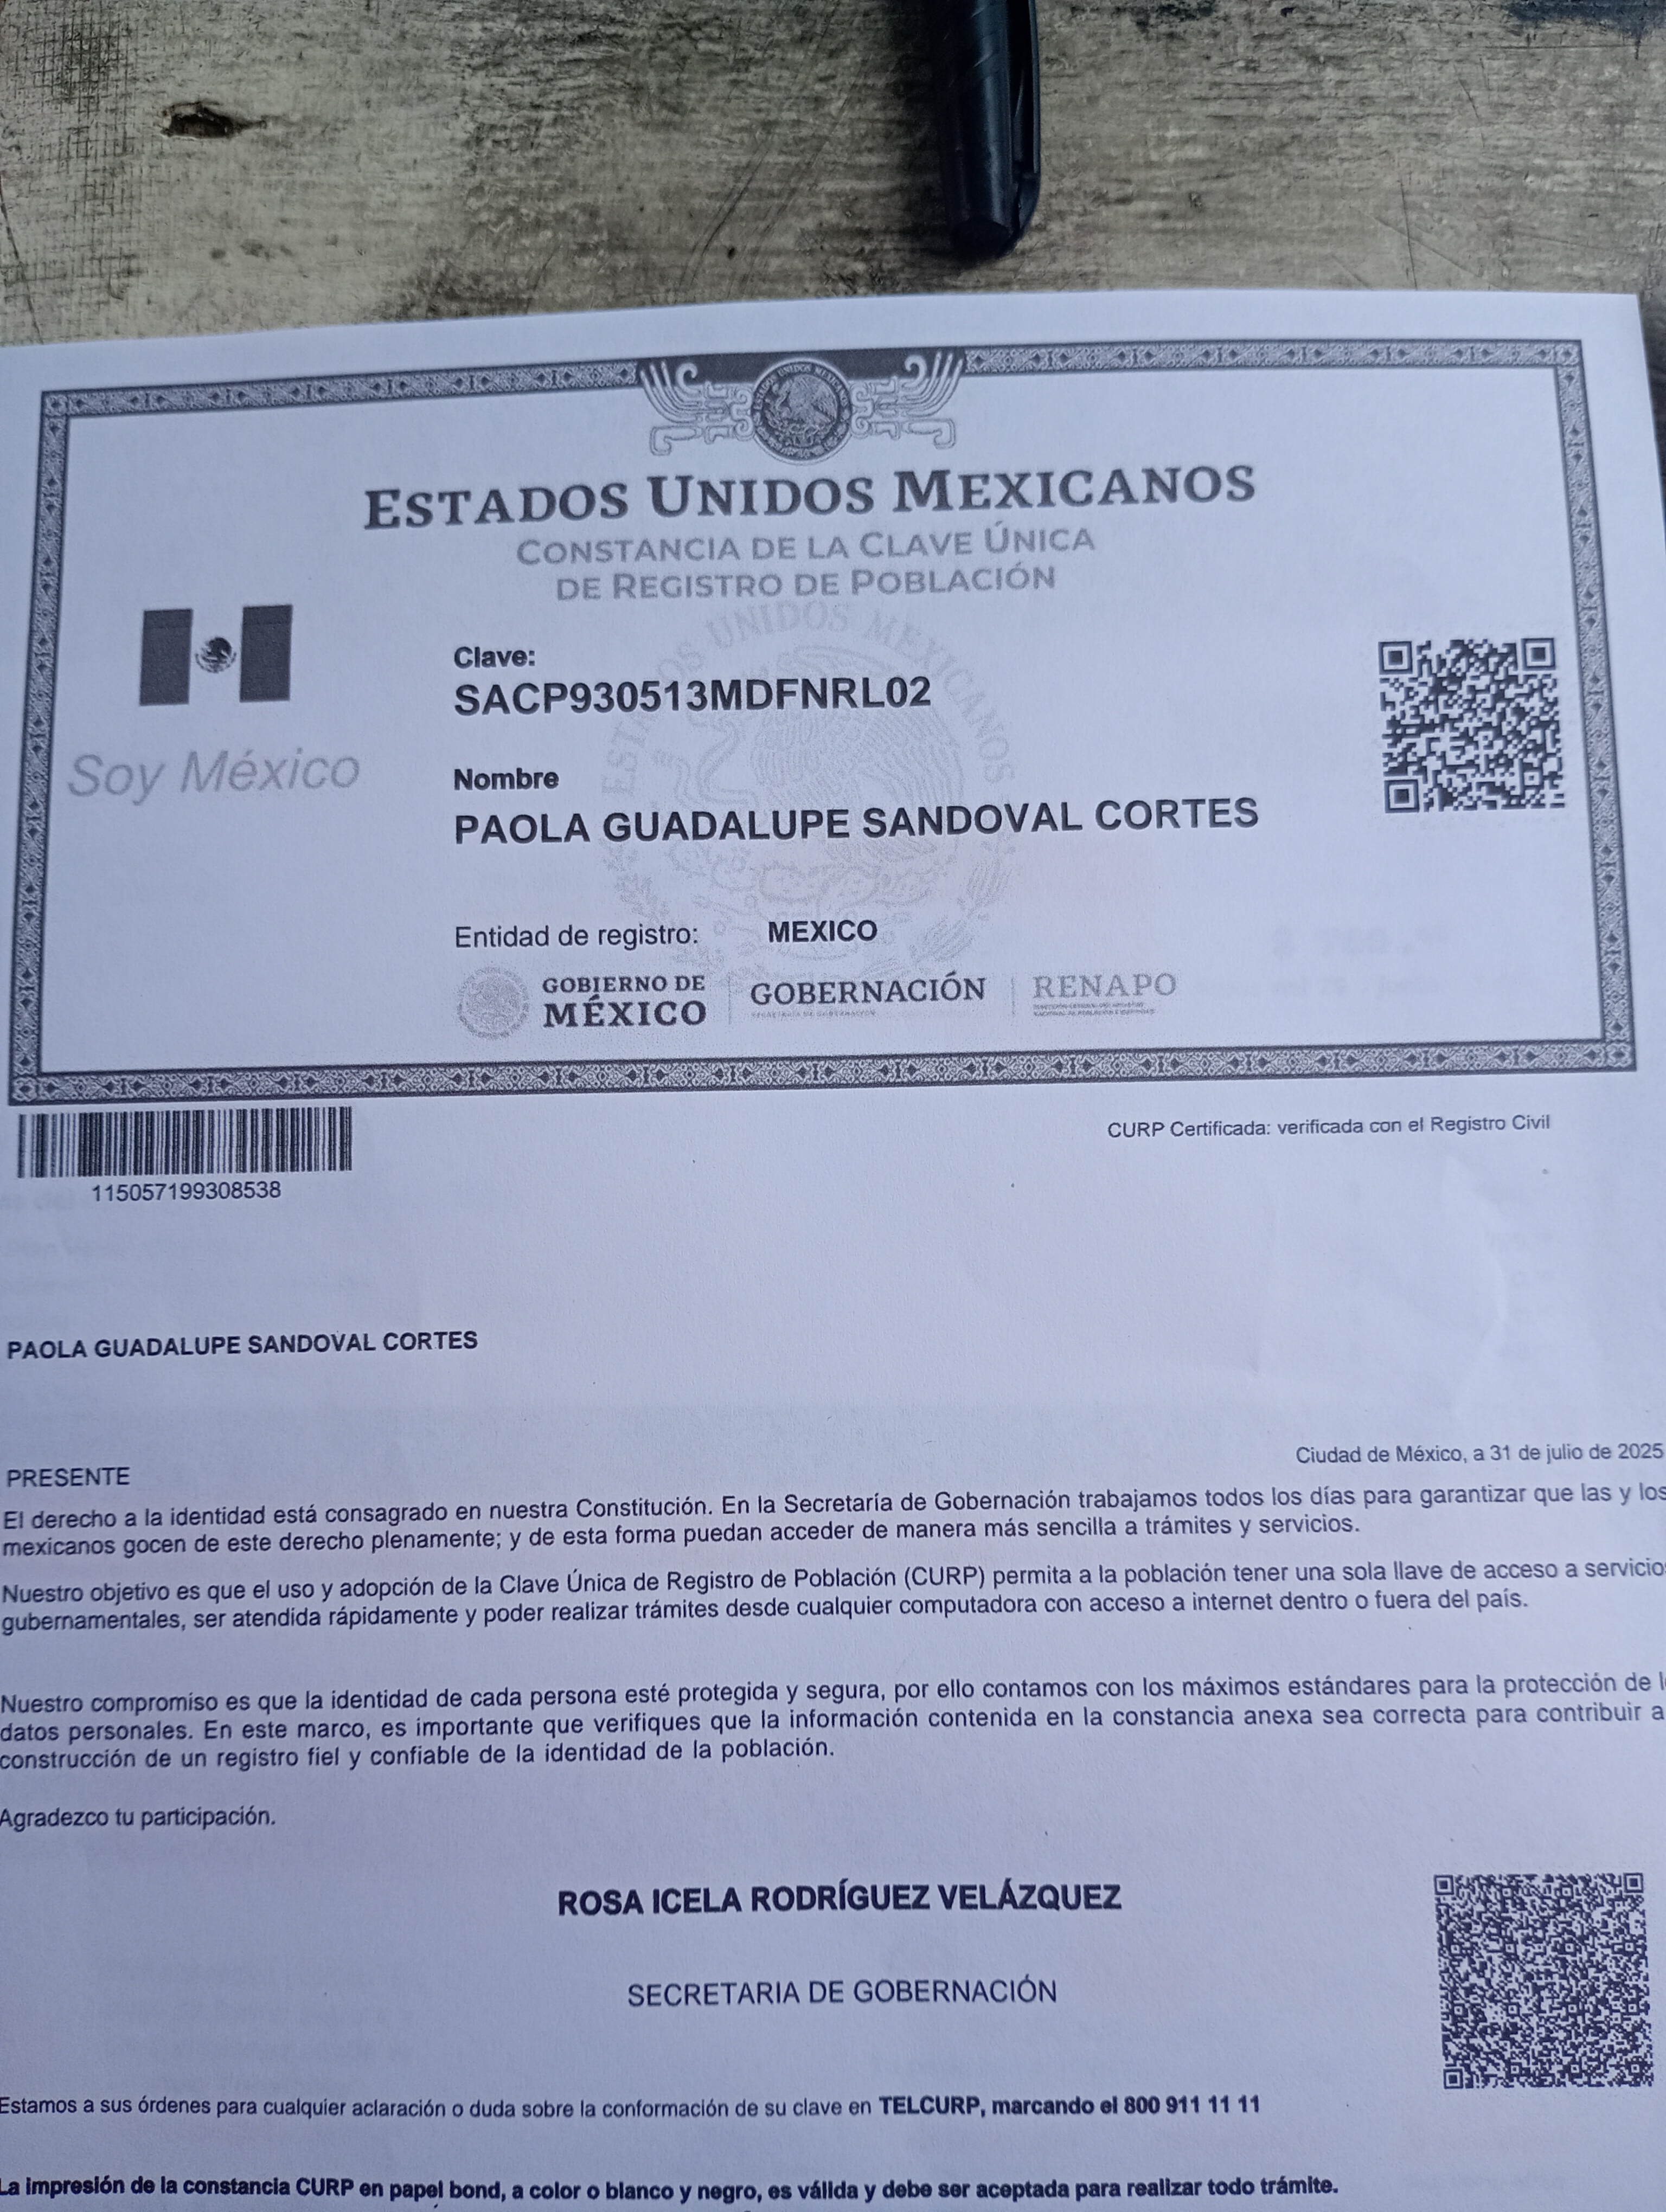 ESTADOS UNIDOS MEXICANOS
CONSTANCIA DE LA CLAVE ÚNICA
DE REGISTRO DE POBLACIÓN
ESTADOS UNIDOS MEXICANOS
Clave:
SACP930513MDFNRL02
Soy México
Nombre
PAOLA GUADALUPE SANDOVAL CORTES
Entidad de registro: MEXICO
GOBIERNO DE
MÉXICO
GOBERNACIÓN
SECRETARÍA DE GOBERNACIÓN
RENAPO
115057199308538
CURP Certificada: verificada con el Registro Civil
PAOLA GUADALUPE SANDOVAL CORTES
Ciudad de México, a 31 de julio de 2025
PRESENTE
El derecho a la identidad está consagrado en nuestra Constitución. En la Secretaría de Gobernación trabajamos todos los días para garantizar que las y los
mexicanos gocen de este derecho plenamente; y de esta forma puedan acceder de manera más sencilla a trámites y servicios.
Nuestro objetivo es que el uso y adopción de la Clave Única de Registro de Población (CURP) permita a la población tener una sola llave de acceso a servicio
gubernamentales, ser atendida rápidamente y poder realizar trámites desde cualquier computadora con acceso a internet dentro o fuera del país.
Nuestro compromiso es que la identidad de cada persona esté protegida y segura, por ello contamos con los máximos estándares para la protección de l
datos personales. En este marco, es importante que verifiques que la información contenida en la constancia anexa sea correcta para contribuir a
construcción de un registro fiel y confiable de la identidad de la población.
Agradezco tu participación.
ROSA ICELA RODRÍGUEZ VELÁZQUEZ
SECRETARIA DE GOBERNACIÓN
Estamos a sus órdenes para cualquier aclaración o duda sobre la conformación de su clave en TELCURP, marcando el 800 911 11 11
La impresión de la constancia CURP en papel bond, a color o blanco y negro, es válida y debe ser aceptada para realizar todo trámite.